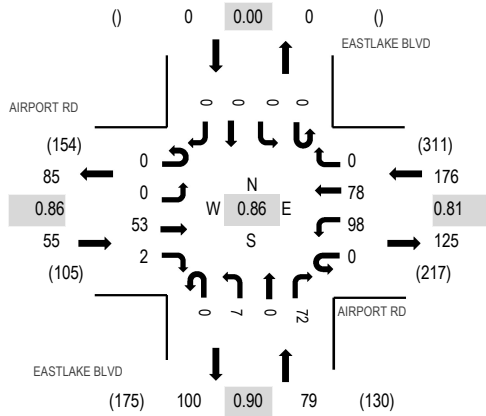 () 0 0.00 0 ()
EASTLAKE BLVD
0 0 0 0
AIRPORT RD
(154) 0 0 (311)
85 176
0 N 78
0.86 W 0.86 E 0.81
53 S 98
55 125
2 0
(105) (217)
0 7 0 72
AIRPORT RD
EASTLAKE BLVD
(175) 100 0.90 79 (130)